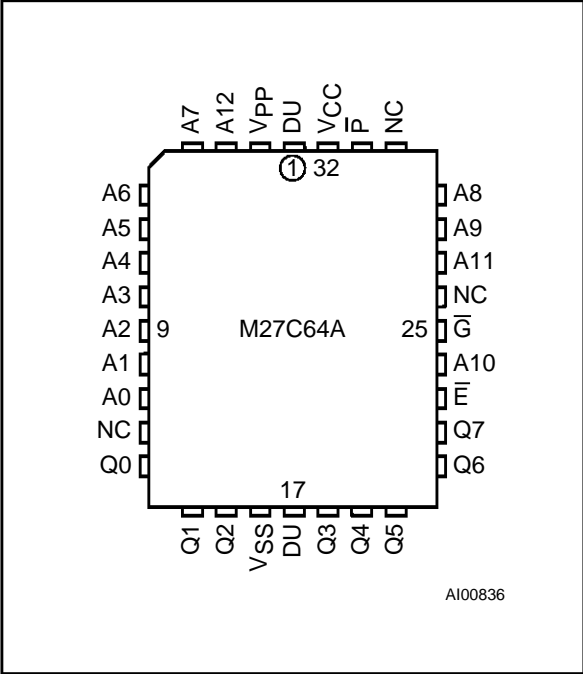 A7 A12 VPP DU VCC P̅ NC
1 32
A6 A8
A5 A9
A4 A11
A3 NC
A2 9 M27C64A 25 G̅
A1 A10
A0 E̅
NC Q7
Q0 Q6
17
Q1 Q2 VSS DU Q3 Q4 Q5
AI00836